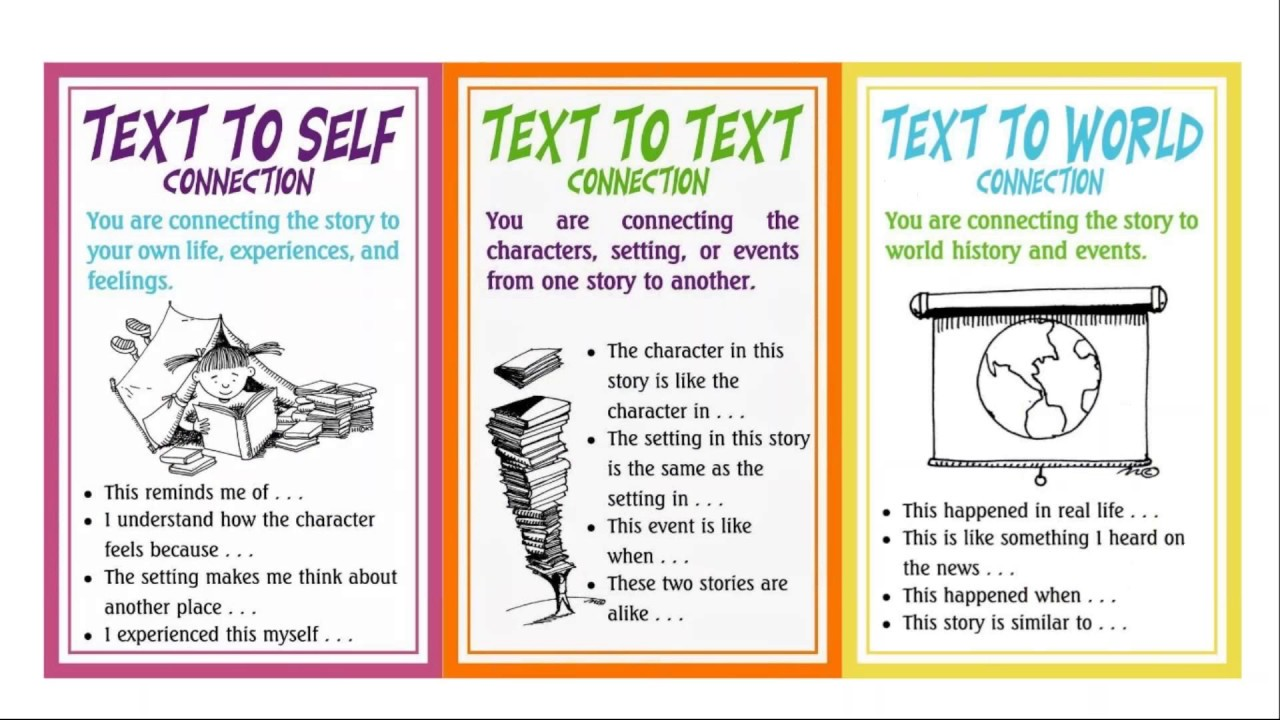 TEXT TO SELF
CONNECTION
You are connecting the story to
your own life, experiences, and
feelings.
• This reminds me of . . .
• I understand how the character
feels because . . .
• The setting makes me think about
another place . . .
• I experienced this myself . . .
TEXT TO TEXT
CONNECTION
You are connecting the
characters, setting, or events
from one story to another.
• The character in this
story is like the
character in . . .
• The setting in this story
is the same as the
setting in . . .
• This event is like
when . . .
• These two stories are
alike . . .
TEXT TO WORLD
CONNECTION
You are connecting the story to
world history and events.
• This happened in real life . . .
• This is like something I heard on
the news . . .
• This happened when . . .
• This story is similar to . . .